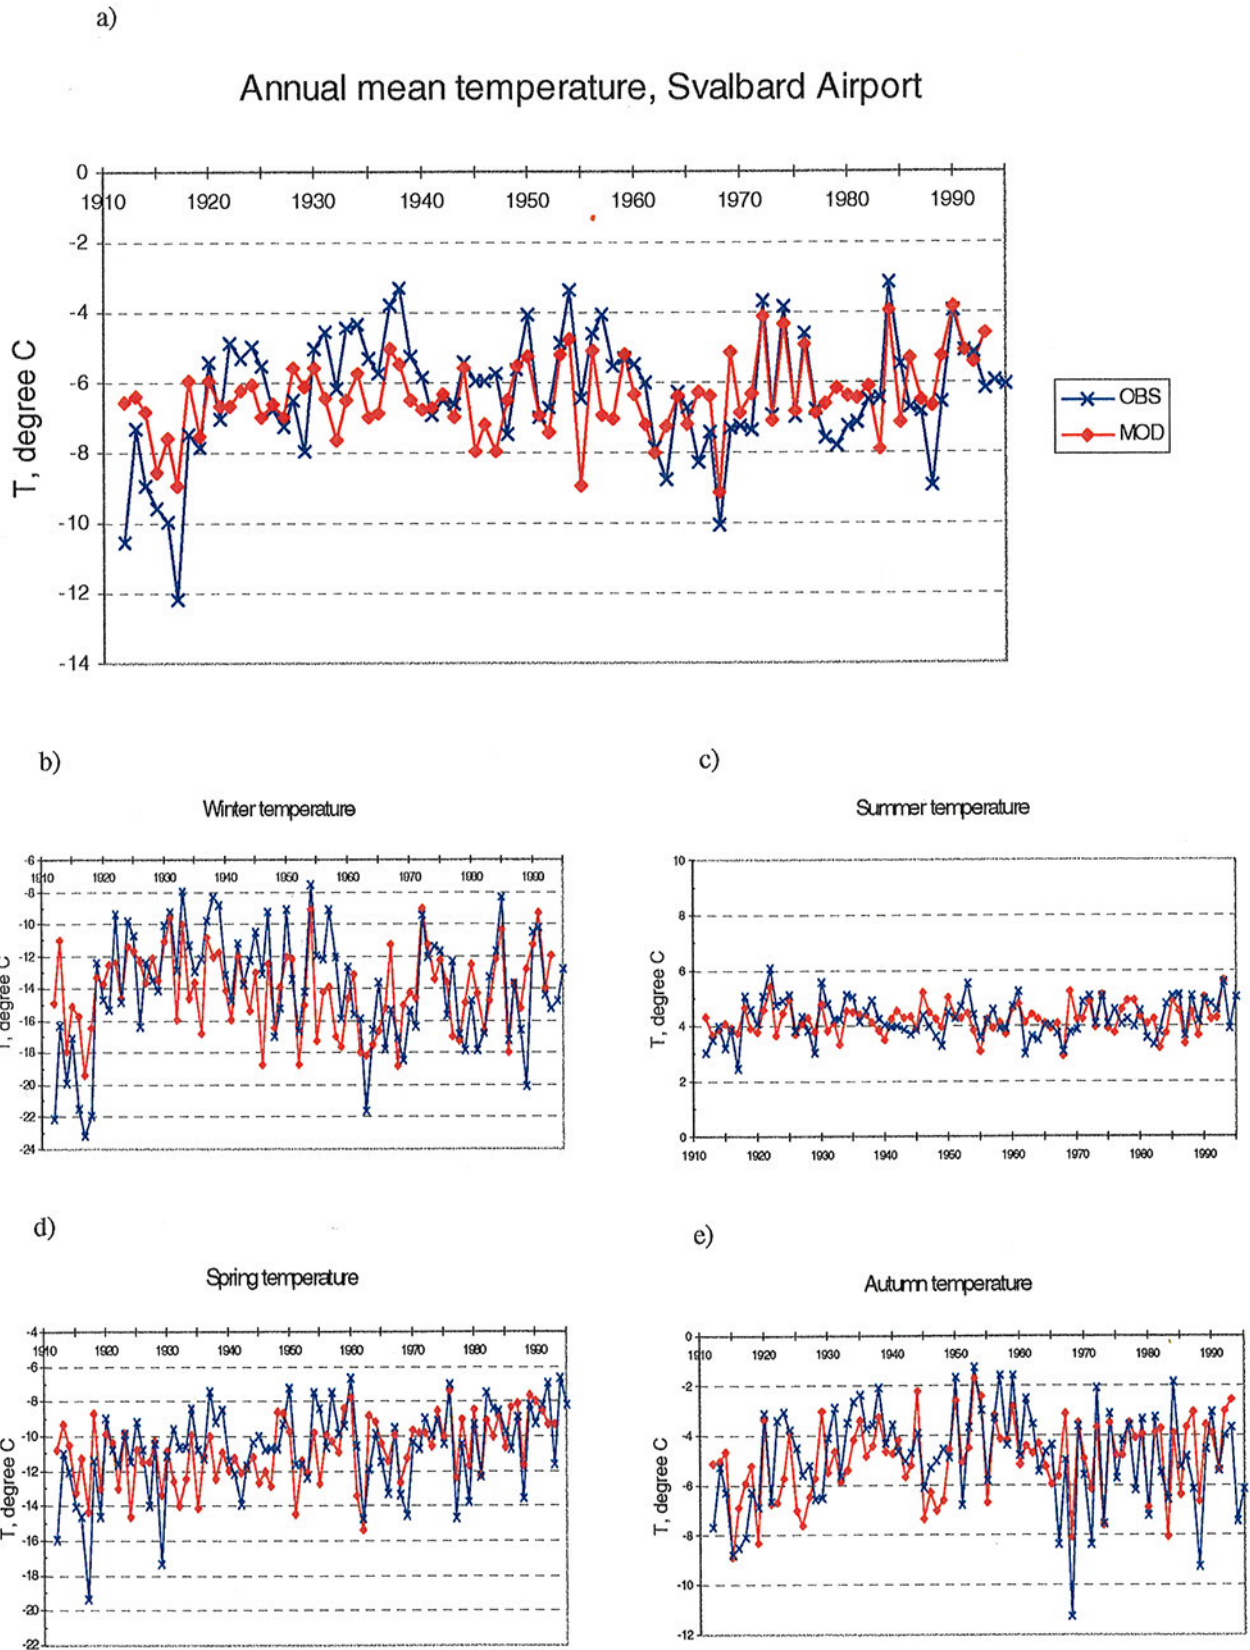 a)
Annual mean temperature, Svalbard Airport
0
1910 1920 1930 1940 1950 1960 1970 1980 1990
-2
-4
-6
-8
-10
-12
-14
T, degree C
OBS
MOD
b)
Winter temperature
-6
1910 1920 1930 1940 1950 1960 1970 1980 1990
-8
-10
-12
-14
-16
-18
-20
-22
-24
T, degree C
c)
Summer temperature
10
8
6
4
2
0
1910 1920 1930 1940 1950 1960 1970 1980 1990
T, degree C
d)
Spring temperature
-4
1910 1920 1930 1940 1950 1960 1970 1980 1990
-6
-8
-10
-12
-14
-16
-18
-20
-22
T, degree C
e)
Autumn temperature
0
1910 1920 1930 1940 1950 1960 1970 1980 1990
-2
-4
-6
-8
-10
-12
T, degree C